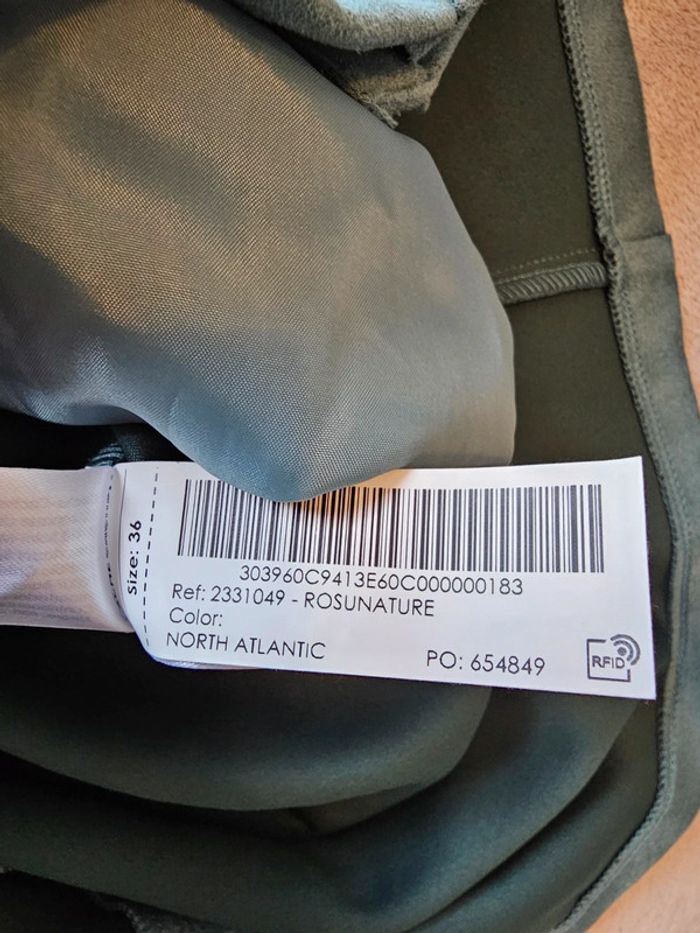 size: 36
303960C9413E60C000000183
Ref: 2331049 - ROSUNATURE
Color:
NORTH ATLANTIC
PO: 654849
RFID